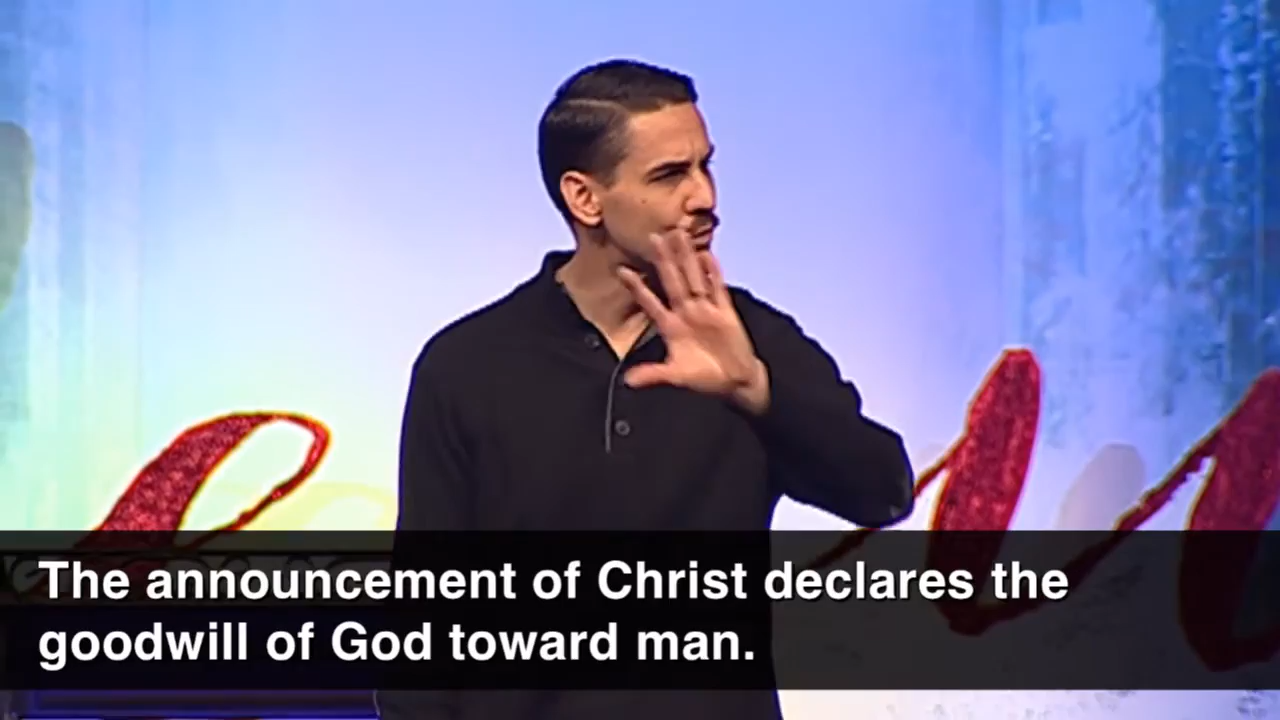 The announcement of Christ declares the
goodwill of God toward man.